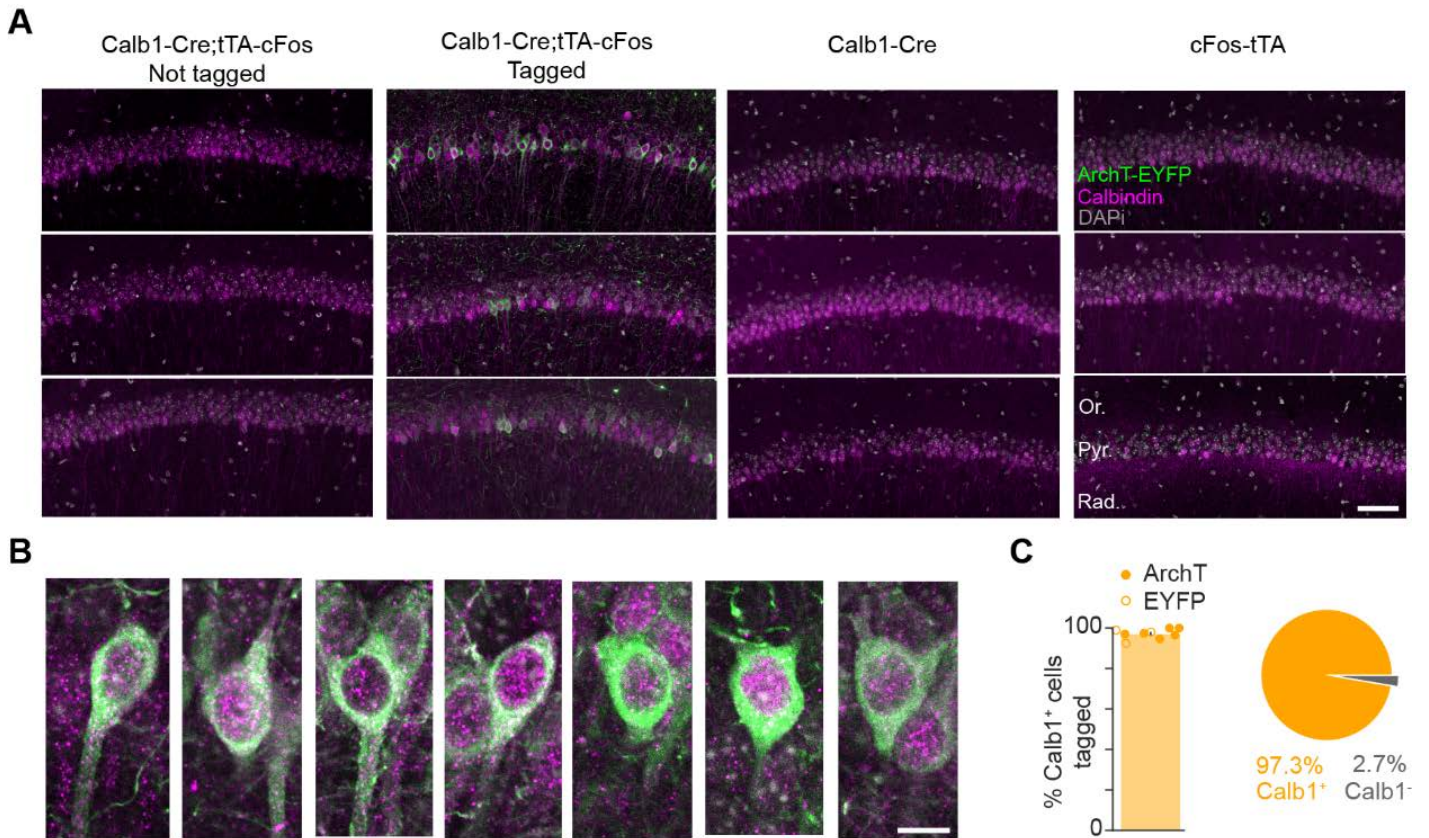 A
Calb1-Cre;tTA-cFos
Not tagged
Calb1-Cre;tTA-cFos
Tagged
Calb1-Cre
cFos-tTA
ArchT-EYFP
Calbindin
DAPi
Or.
Pyr.
Rad.
B
C
ArchT
EYFP
100
0
% Calb1⁺ cells
tagged
97.3%
Calb1⁺
2.7%
Calb1⁻